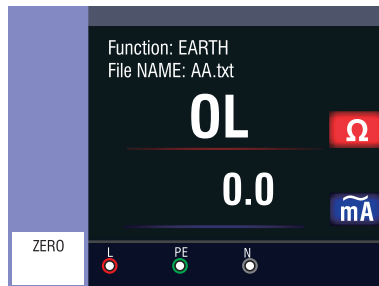 Function: EARTH
File NAME: AA.txt
OL
Ω
0.0
mA
ZERO
L PE N